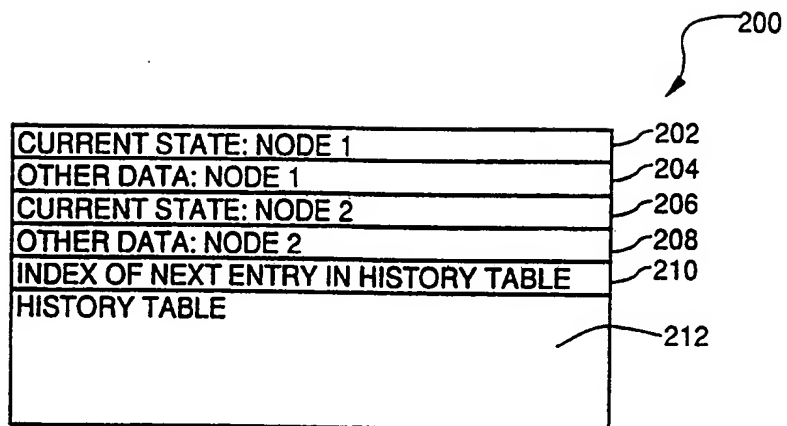 200
CURRENT STATE: NODE 1 202
OTHER DATA: NODE 1 204
CURRENT STATE: NODE 2 206
OTHER DATA: NODE 2 208
INDEX OF NEXT ENTRY IN HISTORY TABLE 210
HISTORY TABLE
212